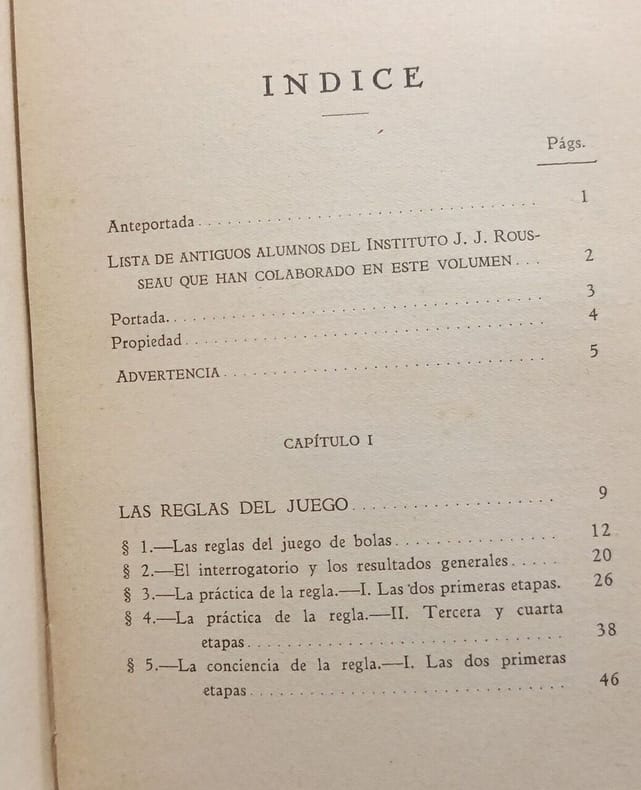 INDICE
Págs.
Anteportada. . . . . . . . . . . . . . . . . . . . . . . . . . . . . . . . 1
LISTA DE ANTIGUOS ALUMNOS DEL INSTITUTO J. J. ROUS-
SEAU QUE HAN COLABORADO EN ESTE VOLUMEN. . . 2
Portada. . . . . . . . . . . . . . . . . . . . . . . . . . . . . . . . . . 3
Propiedad . . . . . . . . . . . . . . . . . . . . . . . . . . . . . . . . 4
ADVERTENCIA . . . . . . . . . . . . . . . . . . . . . . . . . . . . . 5
CAPÍTULO I
LAS REGLAS DEL JUEGO. . . . . . . . . . . . . . . . . . . 9
§ 1.—Las reglas del juego de bolas. . . . . . . . . . . . . . . 12
§ 2.—El interrogatorio y los resultados generales. . . . . 20
§ 3.—La práctica de la regla.—I. Las dos primeras etapas. 26
§ 4.—La práctica de la regla.—II. Tercera y cuarta
etapas. . . . . . . . . . . . . . . . . . . . . . . . . . . . . 38
§ 5.—La conciencia de la regla.—I. Las dos primeras
etapas . . . . . . . . . . . . . . . . . . . . . . . . . . . . . 46